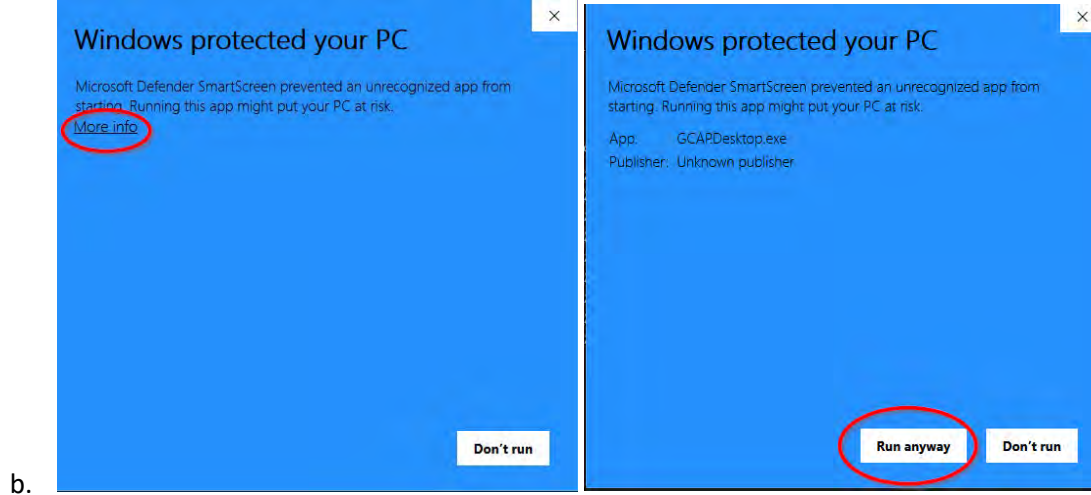 Windows protected your PC
Microsoft Defender SmartScreen prevented an unrecognized app from
starting. Running this app might put your PC at risk.
More info
Don't run
Windows protected your PC
Microsoft Defender SmartScreen prevented an unrecognized app from
starting. Running this app might put your PC at risk.
App: GCAP.Desktop.exe
Publisher: Unknown publisher
Run anyway Don't run
b.